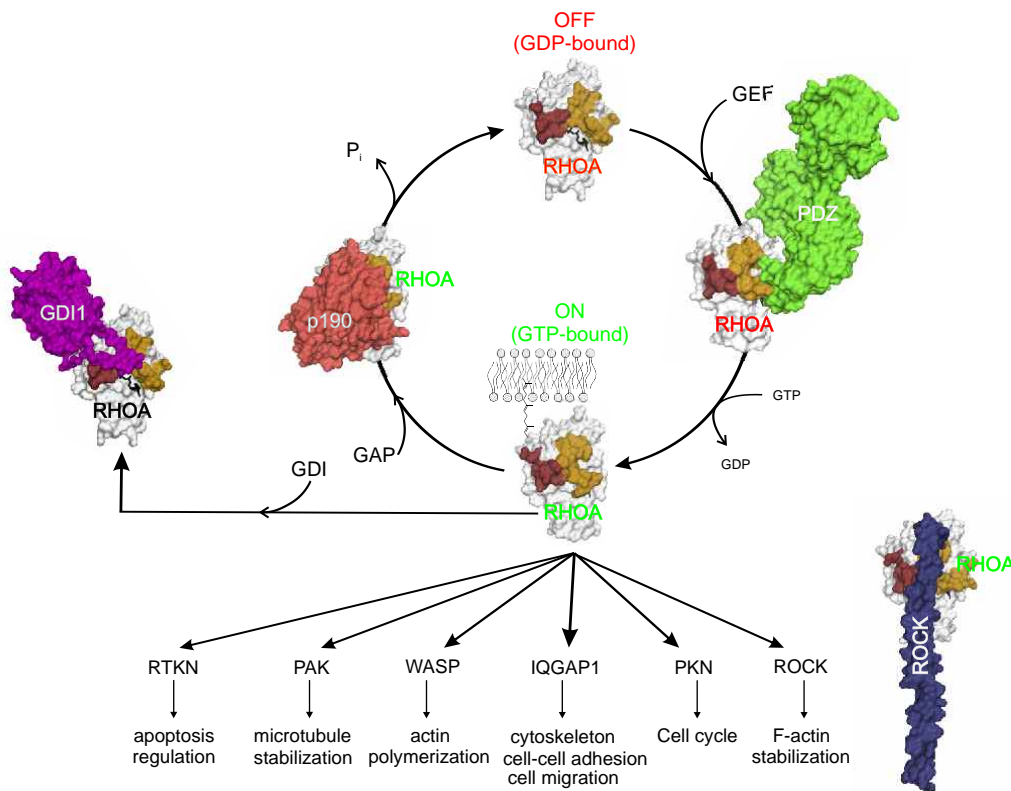 OFF
(GDP-bound)
GEF
RHOA
P i
PDZ
RHOA
GDI1
p190
ON
(GTP-bound)
RHOA
RHOA
GTP
GDP
GAP
GDI
RHOA
RHOA
ROCK
RTKN PAK WASP IQGAP1 PKN ROCK
apoptosis
regulation
microtubule
stabilization
actin
polymerization
cytoskeleton
cell-cell adhesion
cell migration
Cell cycle
F-actin
stabilization